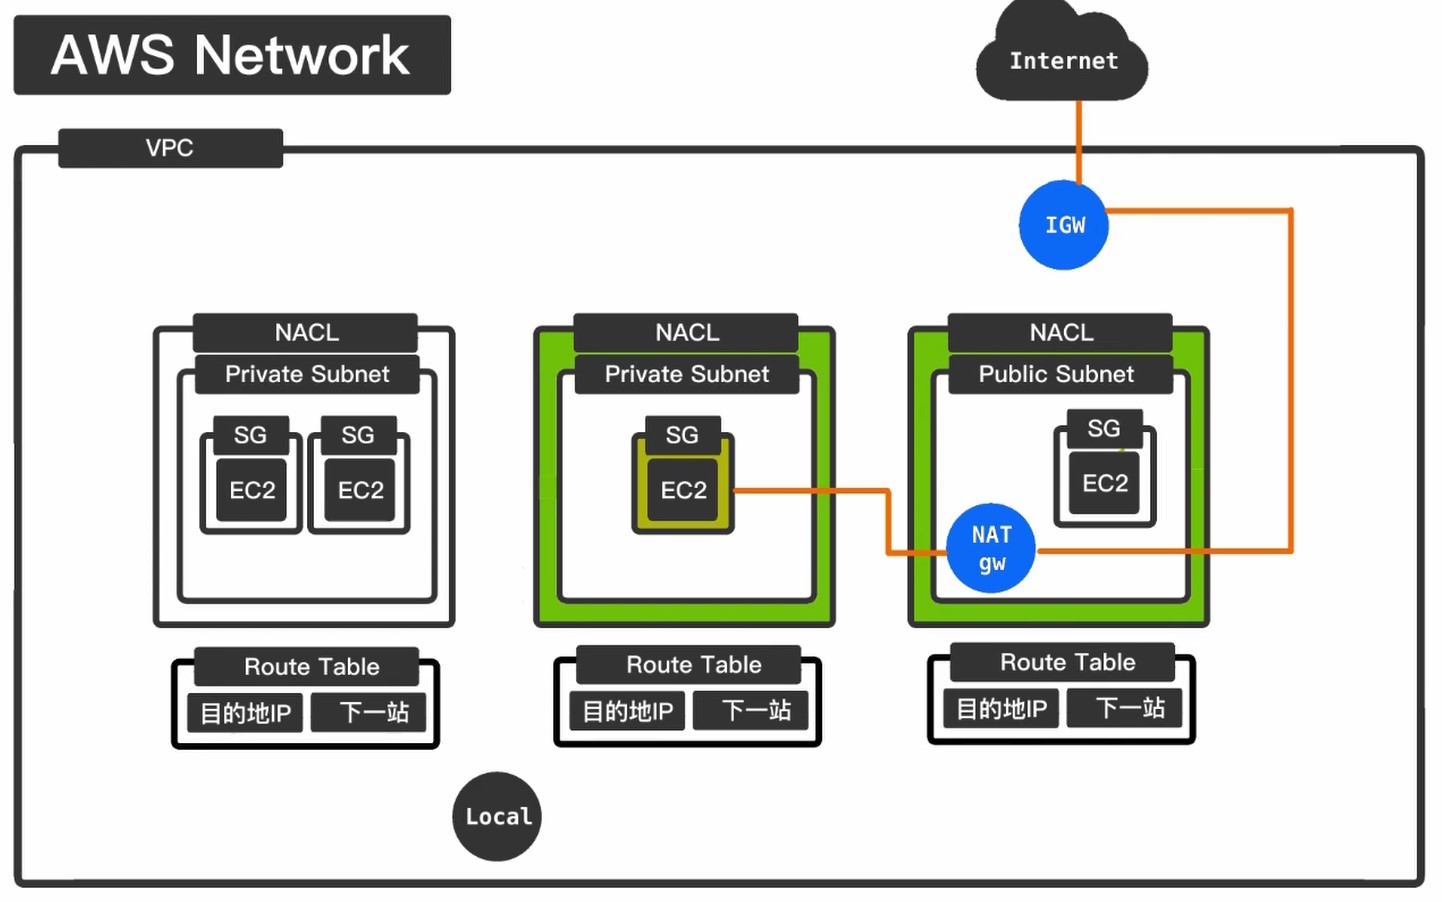 AWS Network
Internet
VPC
IGW
NACL
Private Subnet
SG
SG
EC2
EC2
NACL
Private Subnet
SG
EC2
NACL
Public Subnet
SG
EC2
NAT
gw
Route Table
目的地IP
下一站
Route Table
目的地IP
下一站
Route Table
目的地IP
下一站
Local